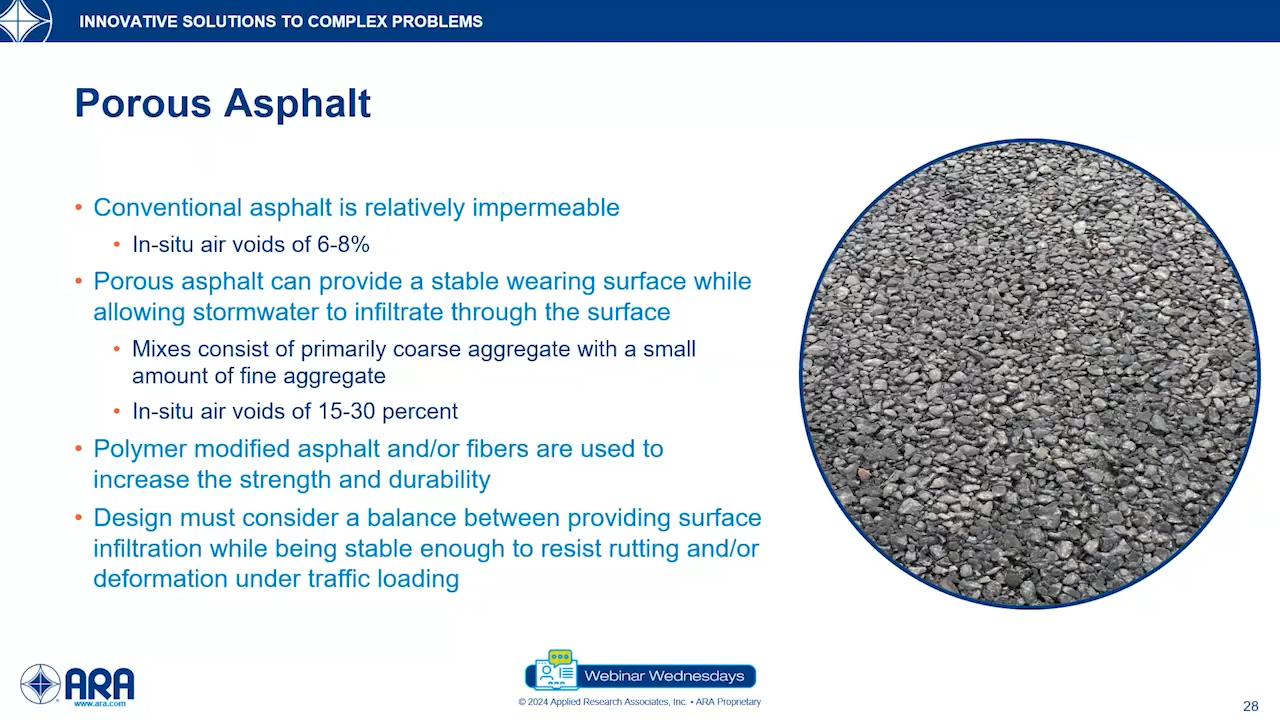 INNOVATIVE SOLUTIONS TO COMPLEX PROBLEMS
Porous Asphalt
• Conventional asphalt is relatively impermeable
• In-situ air voids of 6-8%
• Porous asphalt can provide a stable wearing surface while
allowing stormwater to infiltrate through the surface
• Mixes consist of primarily coarse aggregate with a small
amount of fine aggregate
• In-situ air voids of 15-30 percent
• Polymer modified asphalt and/or fibers are used to
increase the strength and durability
• Design must consider a balance between providing surface
infiltration while being stable enough to resist rutting and/or
deformation under traffic loading
ARA
www.ara.com
Webinar Wednesdays
© 2024 Applied Research Associates, Inc. • ARA Proprietary
28